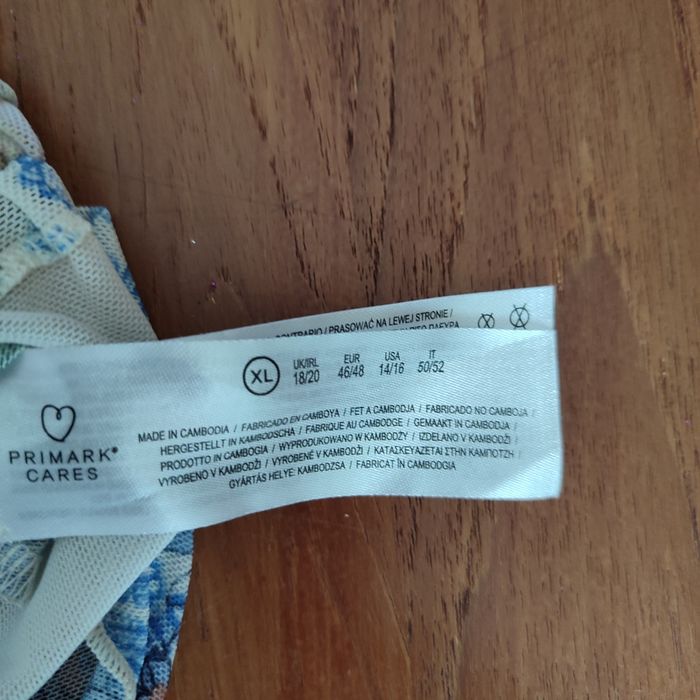 CONTRARIO / PRASOWAĆ NA LEWEJ STRONIE /
XL
UK/IRL EUR USA IT
18/20 46/48 14/16 50/52
PRIMARK®
CARES
MADE IN CAMBODIA / FABRICADO EN CAMBOYA / FET A CAMBODJA / FABRICADO NO CAMBOJA /
HERGESTELLT IN KAMBODSCHA / FABRIQUE AU CAMBODGE / GEMAAKT IN CAMBODJA /
PRODOTTO IN CAMBOGIA / WYPRODUKOWANO W KAMBODŻY / IZDELANO V KAMBODŽI /
VYROBENO V KAMBODŽI / VYROBENÉ V KAMBODŽI / ΚΑΤΑΣΚΕΥΑΖΕΤΑΙ ΣΤΗΝ ΚΑΜΠΟΤΖΗ /
GYÁRTÁS HELYE: KAMBODZSA / FABRICAT ÎN CAMBODGIA